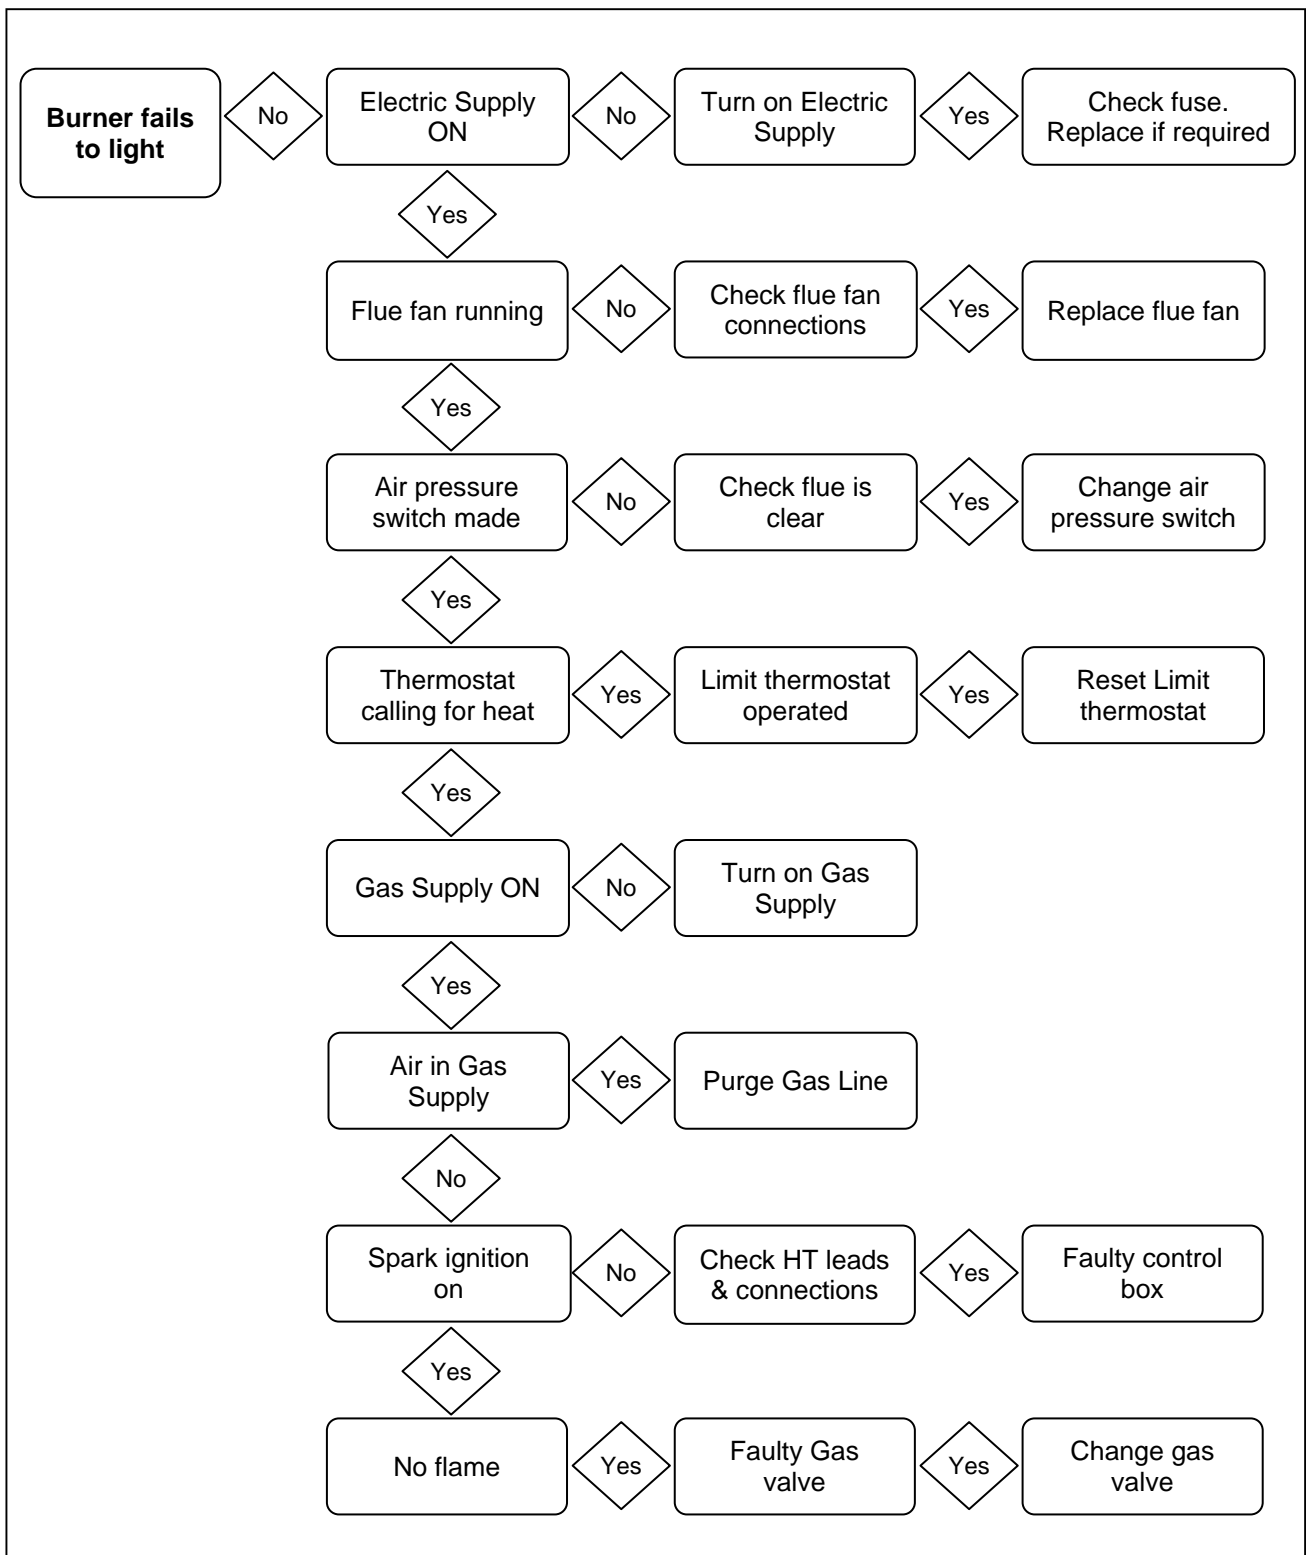 Burner fails
to light
No
Electric Supply
ON
No
Turn on Electric
Supply
Yes
Check fuse.
Replace if required
Yes
Flue fan running
No
Check flue fan
connections
Yes
Replace flue fan
Yes
Air pressure
switch made
No
Check flue is
clear
Yes
Change air
pressure switch
Yes
Thermostat
calling for heat
Yes
Limit thermostat
operated
Yes
Reset Limit
thermostat
Yes
Gas Supply ON
No
Turn on Gas
Supply
Yes
Air in Gas
Supply
Yes
Purge Gas Line
No
Spark ignition
on
No
Check HT leads
& connections
Yes
Faulty control
box
Yes
No flame
Yes
Faulty Gas
valve
Yes
Change gas
valve